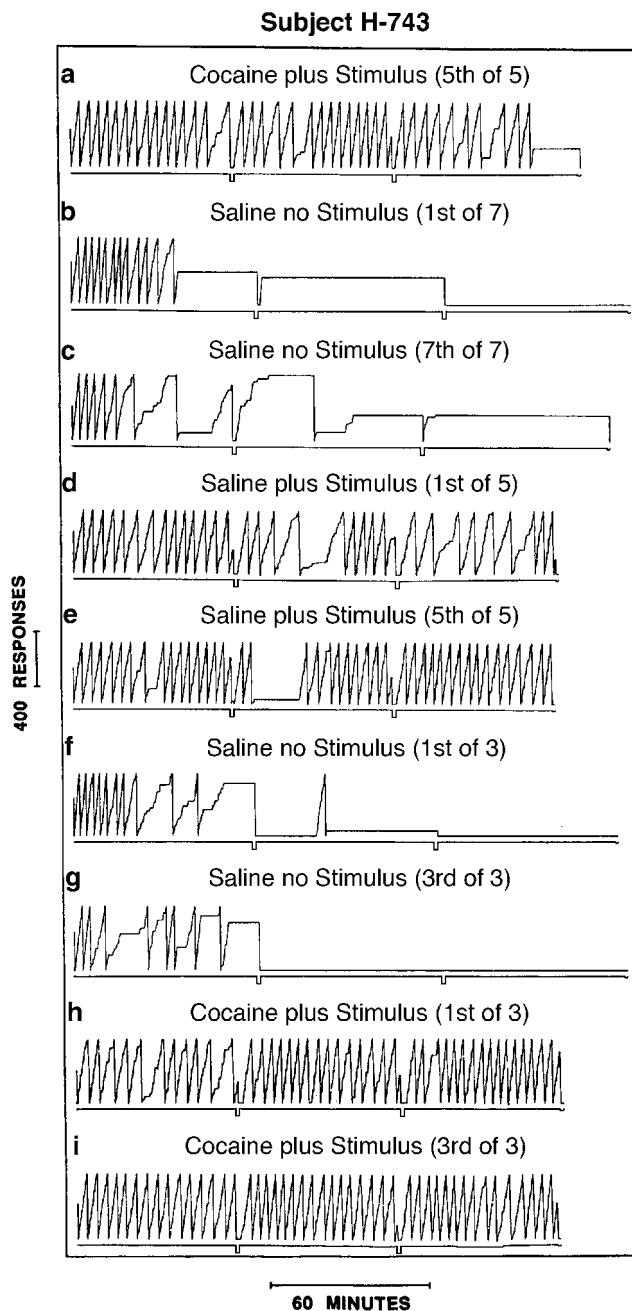 Subject H-743
a Cocaine plus Stimulus (5th of 5)
b Saline no Stimulus (1st of 7)
c Saline no Stimulus (7th of 7)
d Saline plus Stimulus (1st of 5)
e Saline plus Stimulus (5th of 5)
f Saline no Stimulus (1st of 3)
g Saline no Stimulus (3rd of 3)
h Cocaine plus Stimulus (1st of 3)
i Cocaine plus Stimulus (3rd of 3)
400 RESPONSES
60 MINUTES